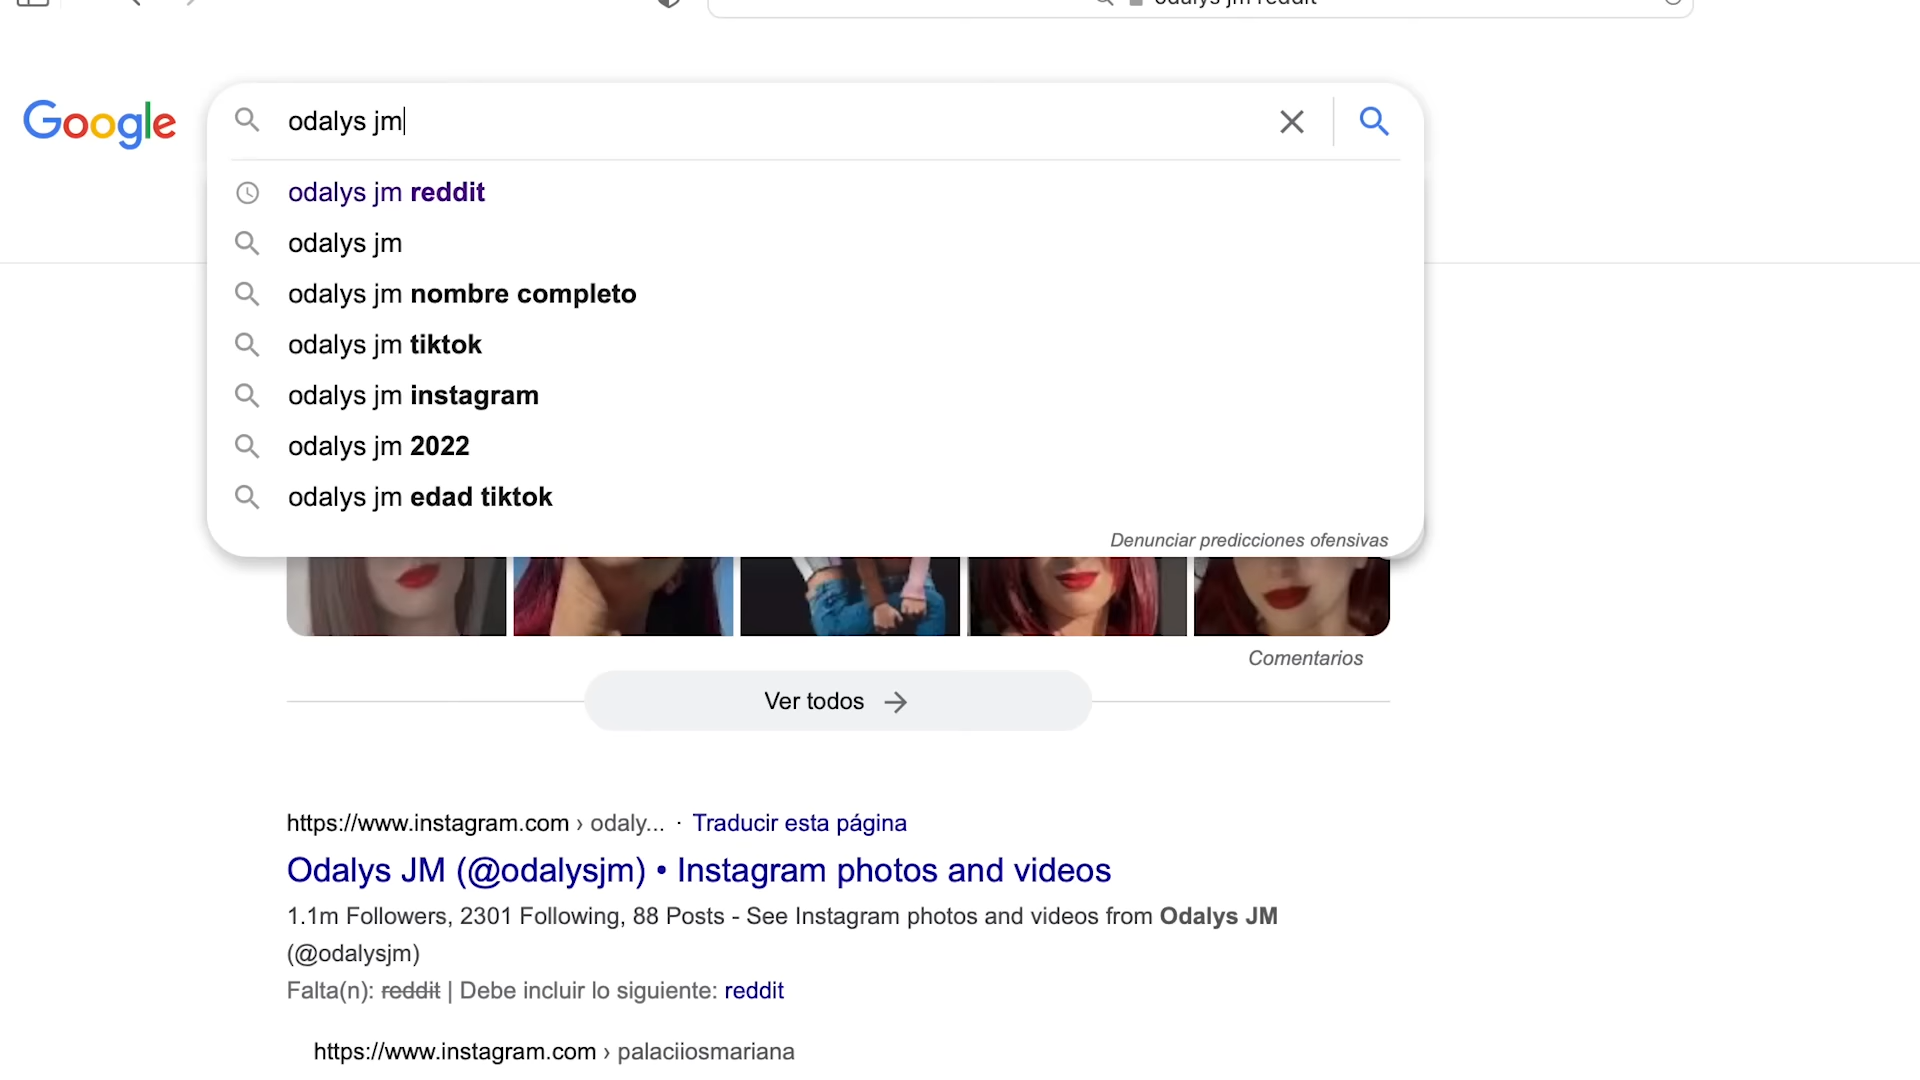 odalys jm reddit
Google
odalys jm
odalys jm reddit
odalys jm
odalys jm nombre completo
odalys jm tiktok
odalys jm instagram
odalys jm 2022
odalys jm edad tiktok
Denunciar predicciones ofensivas
Comentarios
Ver todos
https://www.instagram.com › odaly... · Traducir esta página
Odalys JM (@odalysjm) • Instagram photos and videos
1.1m Followers, 2301 Following, 88 Posts - See Instagram photos and videos from Odalys JM
(@odalysjm)
Falta(n): reddit | Debe incluir lo siguiente: reddit
https://www.instagram.com › palaciiosmariana